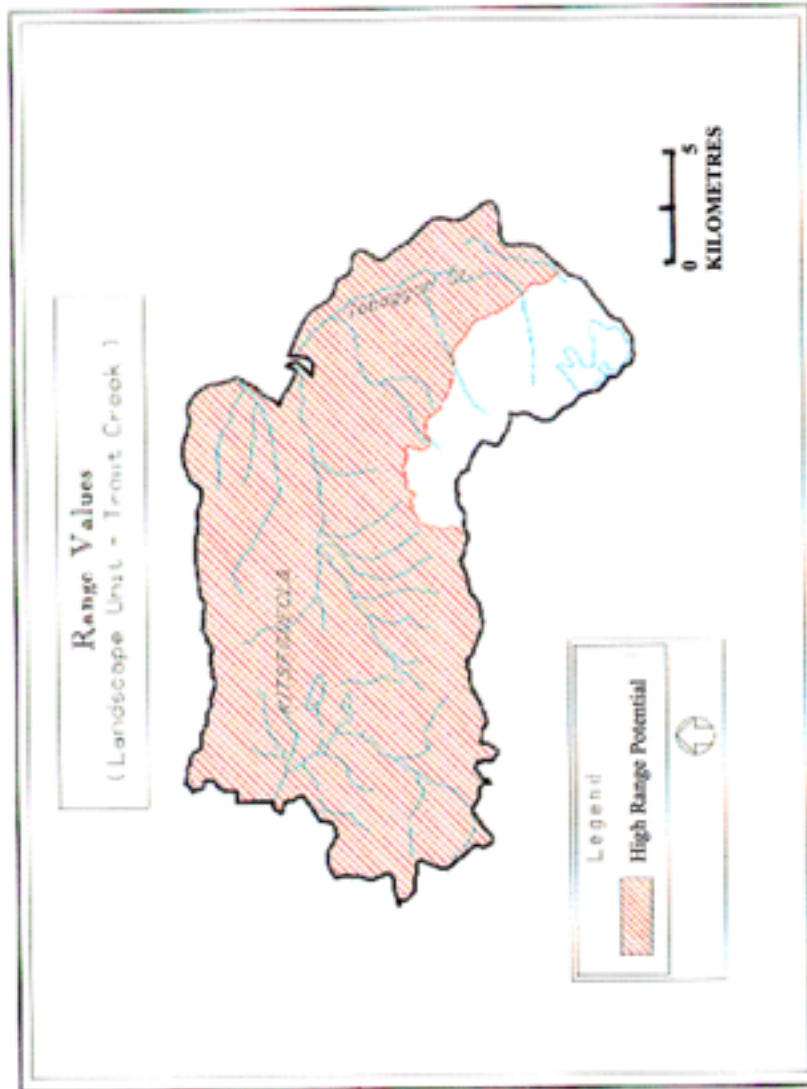 Range Values
(Landscape Unit - Trout Creek)
Legend
High Range Potential
0 5
KILOMETRES